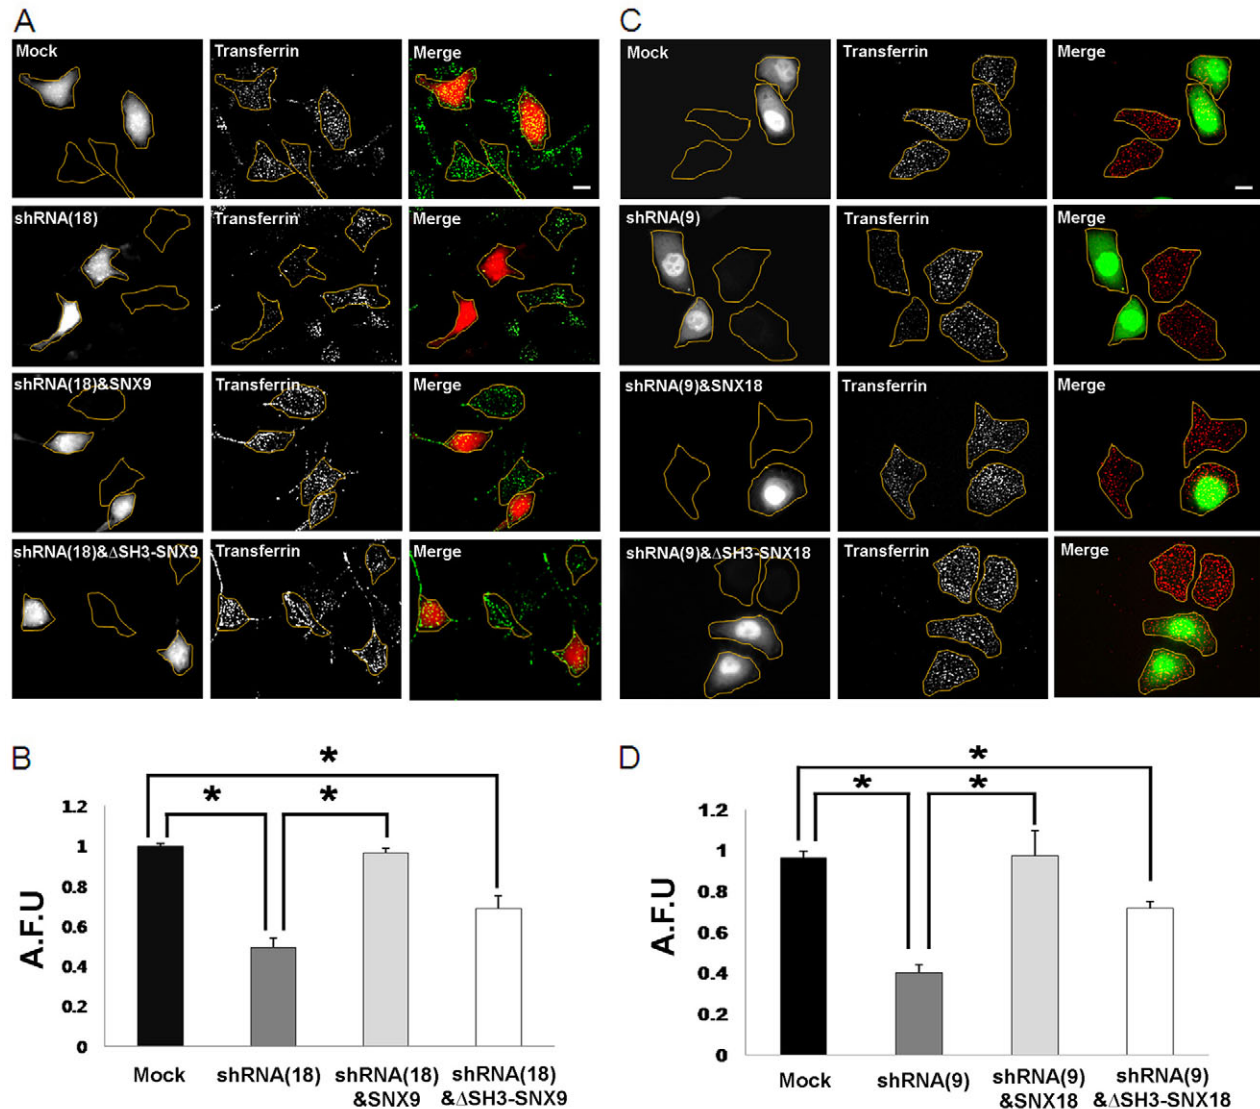 A
C
Mock
Transferrin
Merge
Mock
Transferrin
Merge
shRNA(18)
Transferrin
Merge
shRNA(9)
Transferrin
Merge
shRNA(18)&SNX9
Transferrin
Merge
shRNA(9)&SNX18
Transferrin
Merge
shRNA(18)&ΔSH3-SNX9
Transferrin
Merge
shRNA(9)&ΔSH3-SNX18
Transferrin
Merge
B
*
*
*
1.2
1
0.8
0.6
0.4
0.2
0
A.F.U
Mock
shRNA(18)
shRNA(18)
&SNX9
shRNA(18)
&ΔSH3-SNX9
D
*
*
*
1.2
1
0.8
0.6
0.4
0.2
0
A.F.U
Mock
shRNA(9)
shRNA(9)
&SNX18
shRNA(9)
&ΔSH3-SNX18